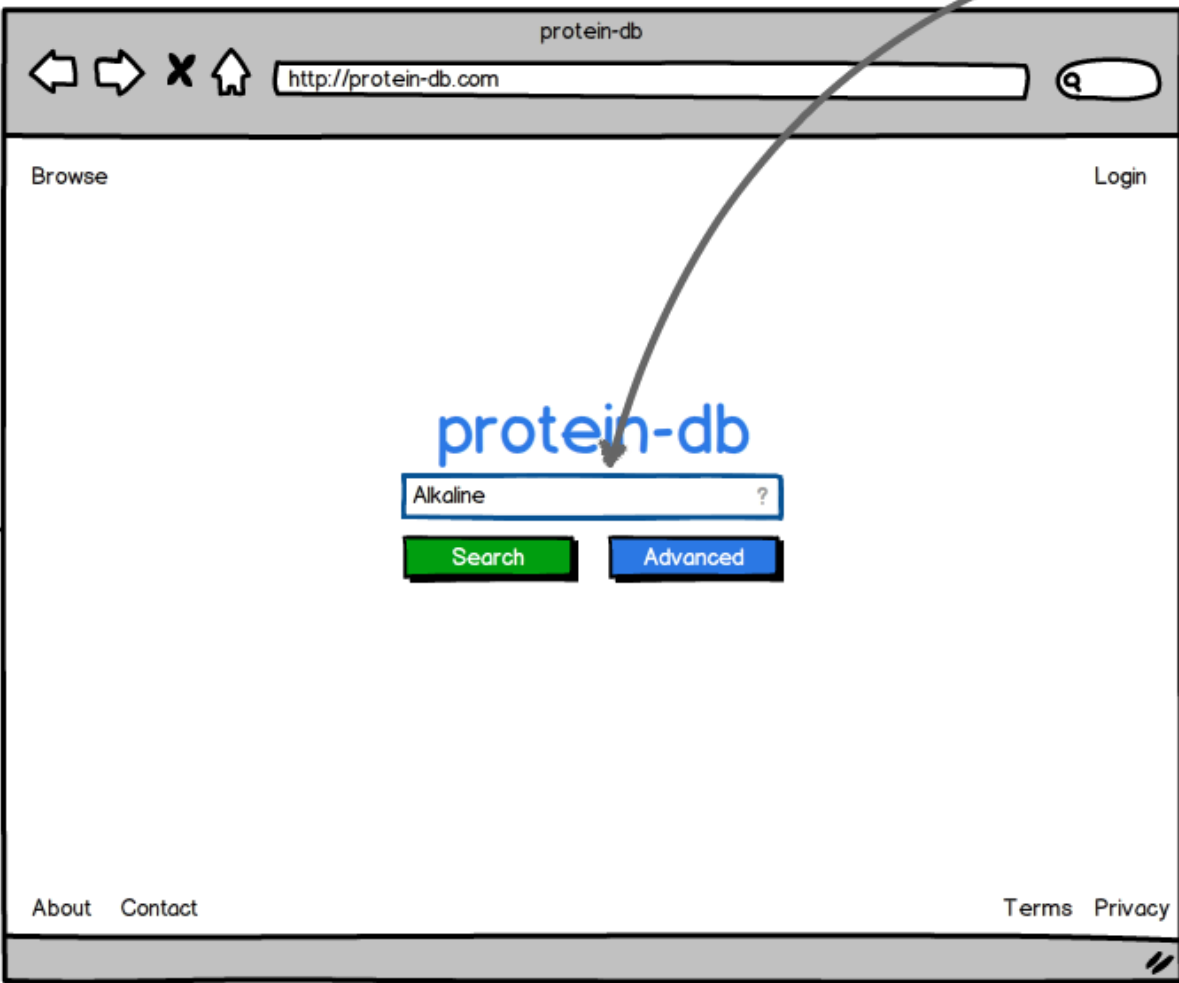 protein-db
http://protein-db.com
Browse Login
protein-db
Alkaline ?
Search Advanced
About Contact Terms Privacy